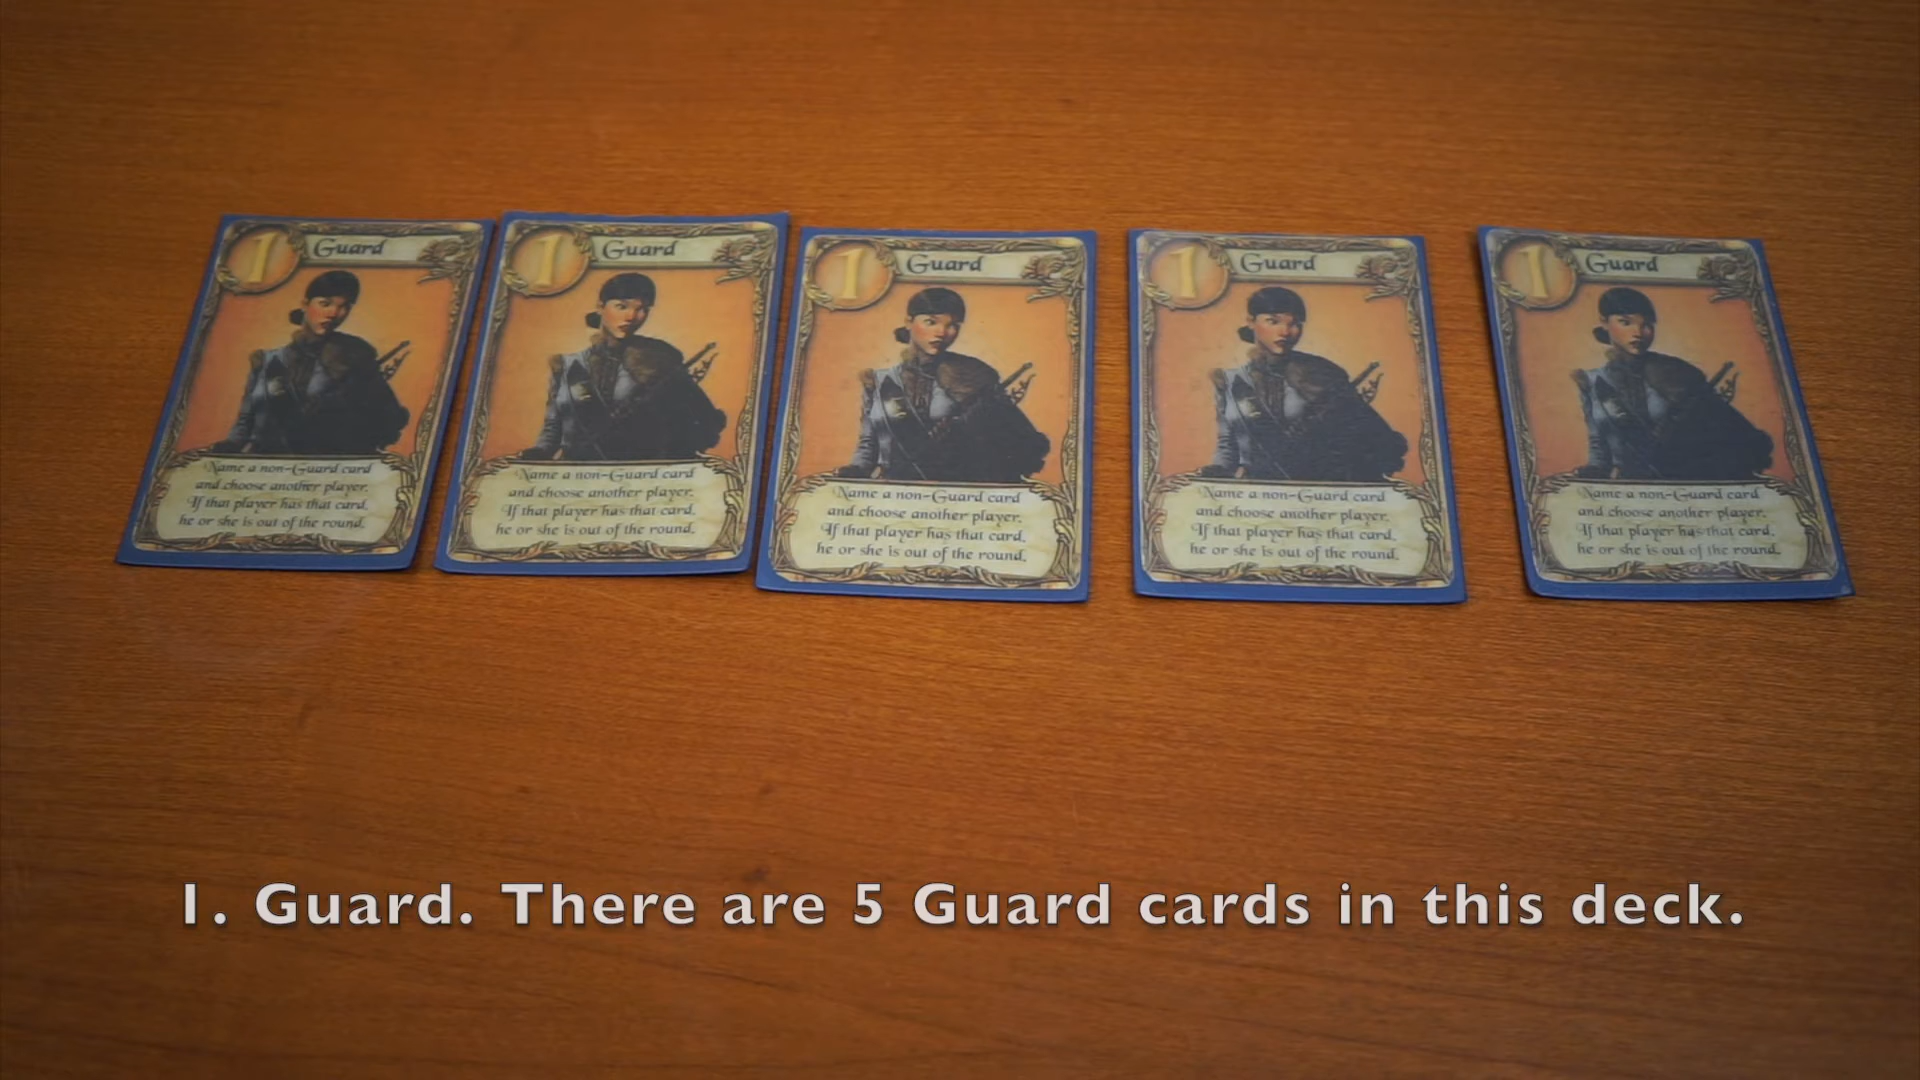 1 Guard
Name a non-Guard card
and choose another player.
If that player has that card,
he or she is out of the round.
1 Guard
Name a non-Guard card
and choose another player.
If that player has that card,
he or she is out of the round.
1 Guard
Name a non-Guard card
and choose another player.
If that player has that card,
he or she is out of the round.
1 Guard
Name a non-Guard card
and choose another player.
If that player has that card,
he or she is out of the round.
1 Guard
Name a non-Guard card
and choose another player.
If that player has that card,
he or she is out of the round.
1. Guard. There are 5 Guard cards in this deck.